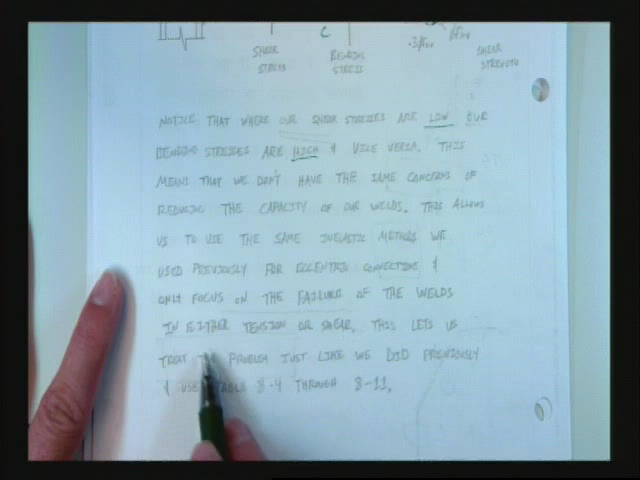 C
SHEAR
STRESS
BENDING
STRESS
SHEAR
STRENGTH
NOTICE THAT WHERE OUR SHEAR STRESSES ARE LOW OUR
BENDING STRESSES ARE HIGH & VICE VERSA. THIS
MEANS THAT WE DON'T HAVE THE SAME CONCERNS OF
REDUCING THE CAPACITY OF OUR WELDS. THIS ALLOWS
US TO USE THE SAME INELASTIC METHOD WE
USED PREVIOUSLY FOR ECCENTRIC CONNECTIONS &
ONLY FOCUS ON THE FAILURE OF THE WELDS
IN EITHER TENSION OR SHEAR. THIS LETS US
TREAT PROBLEM JUST LIKE WE DID PREVIOUSLY
& USE TABLE 8-4 THROUGH 8-11.